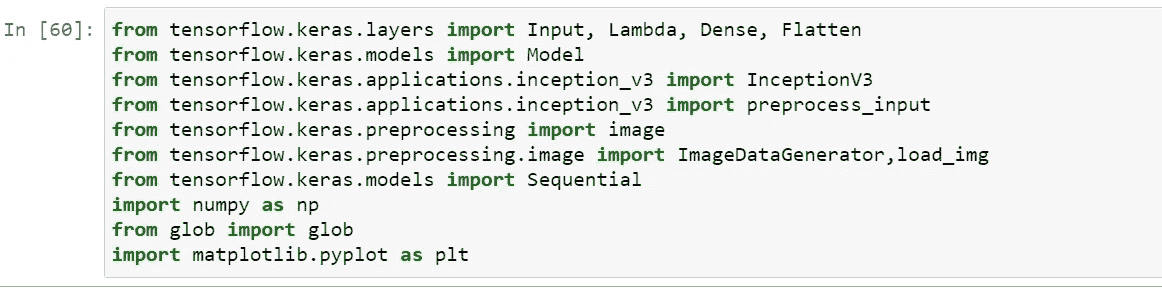 In [60]: from tensorflow.keras.layers import Input, Lambda, Dense, Flatten
from tensorflow.keras.models import Model
from tensorflow.keras.applications.inception_v3 import InceptionV3
from tensorflow.keras.applications.inception_v3 import preprocess_input
from tensorflow.keras.preprocessing import image
from tensorflow.keras.preprocessing.image import ImageDataGenerator,load_img
from tensorflow.keras.models import Sequential
import numpy as np
from glob import glob
import matplotlib.pyplot as plt